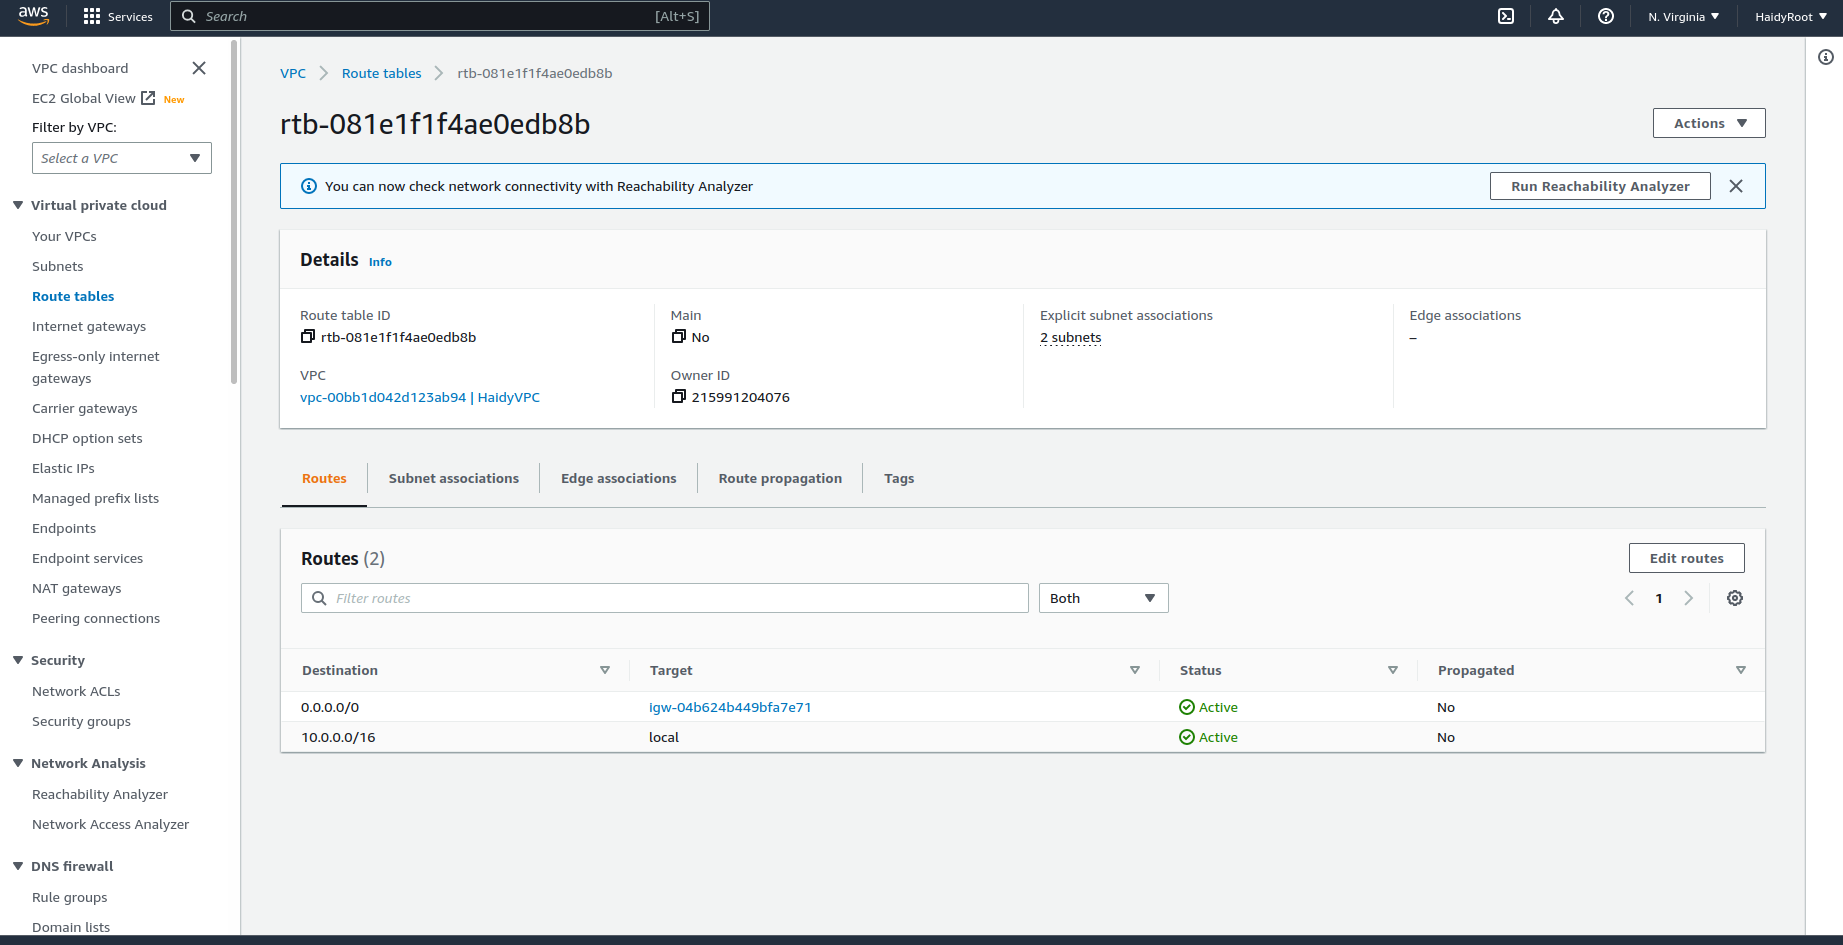 aws
Services
Search [Alt+S]
N. Virginia
HaidyRoot
VPC dashboard
EC2 Global View New
Filter by VPC:
Select a VPC
Virtual private cloud
Your VPCs
Subnets
Route tables
Internet gateways
Egress-only internet
gateways
Carrier gateways
DHCP option sets
Elastic IPs
Managed prefix lists
Endpoints
Endpoint services
NAT gateways
Peering connections
Security
Network ACLs
Security groups
Network Analysis
Reachability Analyzer
Network Access Analyzer
DNS firewall
Rule groups
Domain lists
VPC Route tables rtb-081e1f1f4ae0edb8b
rtb-081e1f1f4ae0edb8b
Actions
You can now check network connectivity with Reachability Analyzer
Run Reachability Analyzer
Details Info
Route table ID
rtb-081e1f1f4ae0edb8b
VPC
vpc-00bb1d042d123ab94 | HaidyVPC
Main
No
Owner ID
215991204076
Explicit subnet associations
2 subnets
Edge associations
–
Routes Subnet associations Edge associations Route propagation Tags
Routes (2)
Edit routes
Filter routes
Both
1
Destination Target Status Propagated
0.0.0.0/0 igw-04b624b449bfa7e71 Active No
10.0.0.0/16 local Active No